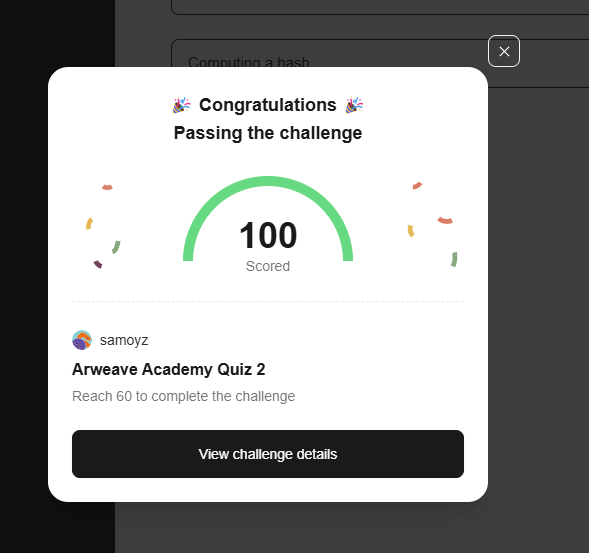 Computing a hash
🎉 Congratulations 🎉
Passing the challenge
100
Scored
samoyz
Arweave Academy Quiz 2
Reach 60 to complete the challenge
View challenge details